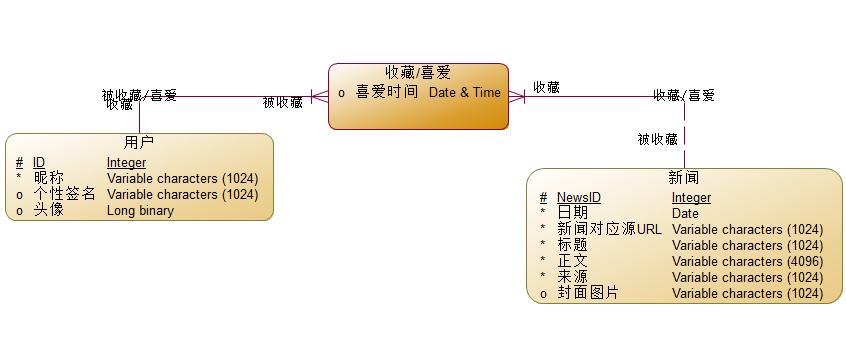 收藏/喜爱
o 喜爱时间 Date & Time
被收藏/喜爱
收藏
被收藏
收藏
收藏/喜爱
被收藏
用户
# ID Integer
* 昵称 Variable characters (1024)
o 个性签名 Variable characters (1024)
o 头像 Long binary
新闻
# NewsID Integer
* 日期 Date
* 新闻对应源URL Variable characters (1024)
* 标题 Variable characters (1024)
* 正文 Variable characters (4096)
* 来源 Variable characters (1024)
o 封面图片 Variable characters (1024)